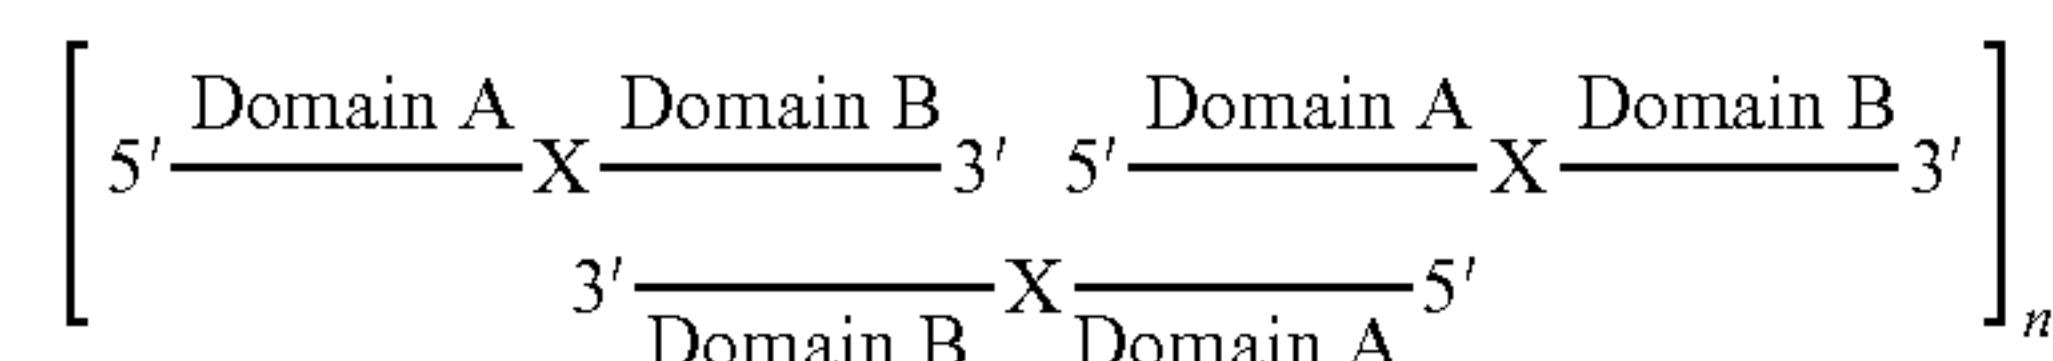 Domain A Domain B Domain A Domain B
5′ X 3′ 5′ X 3′
3′ X 5′
Domain B Domain A
n